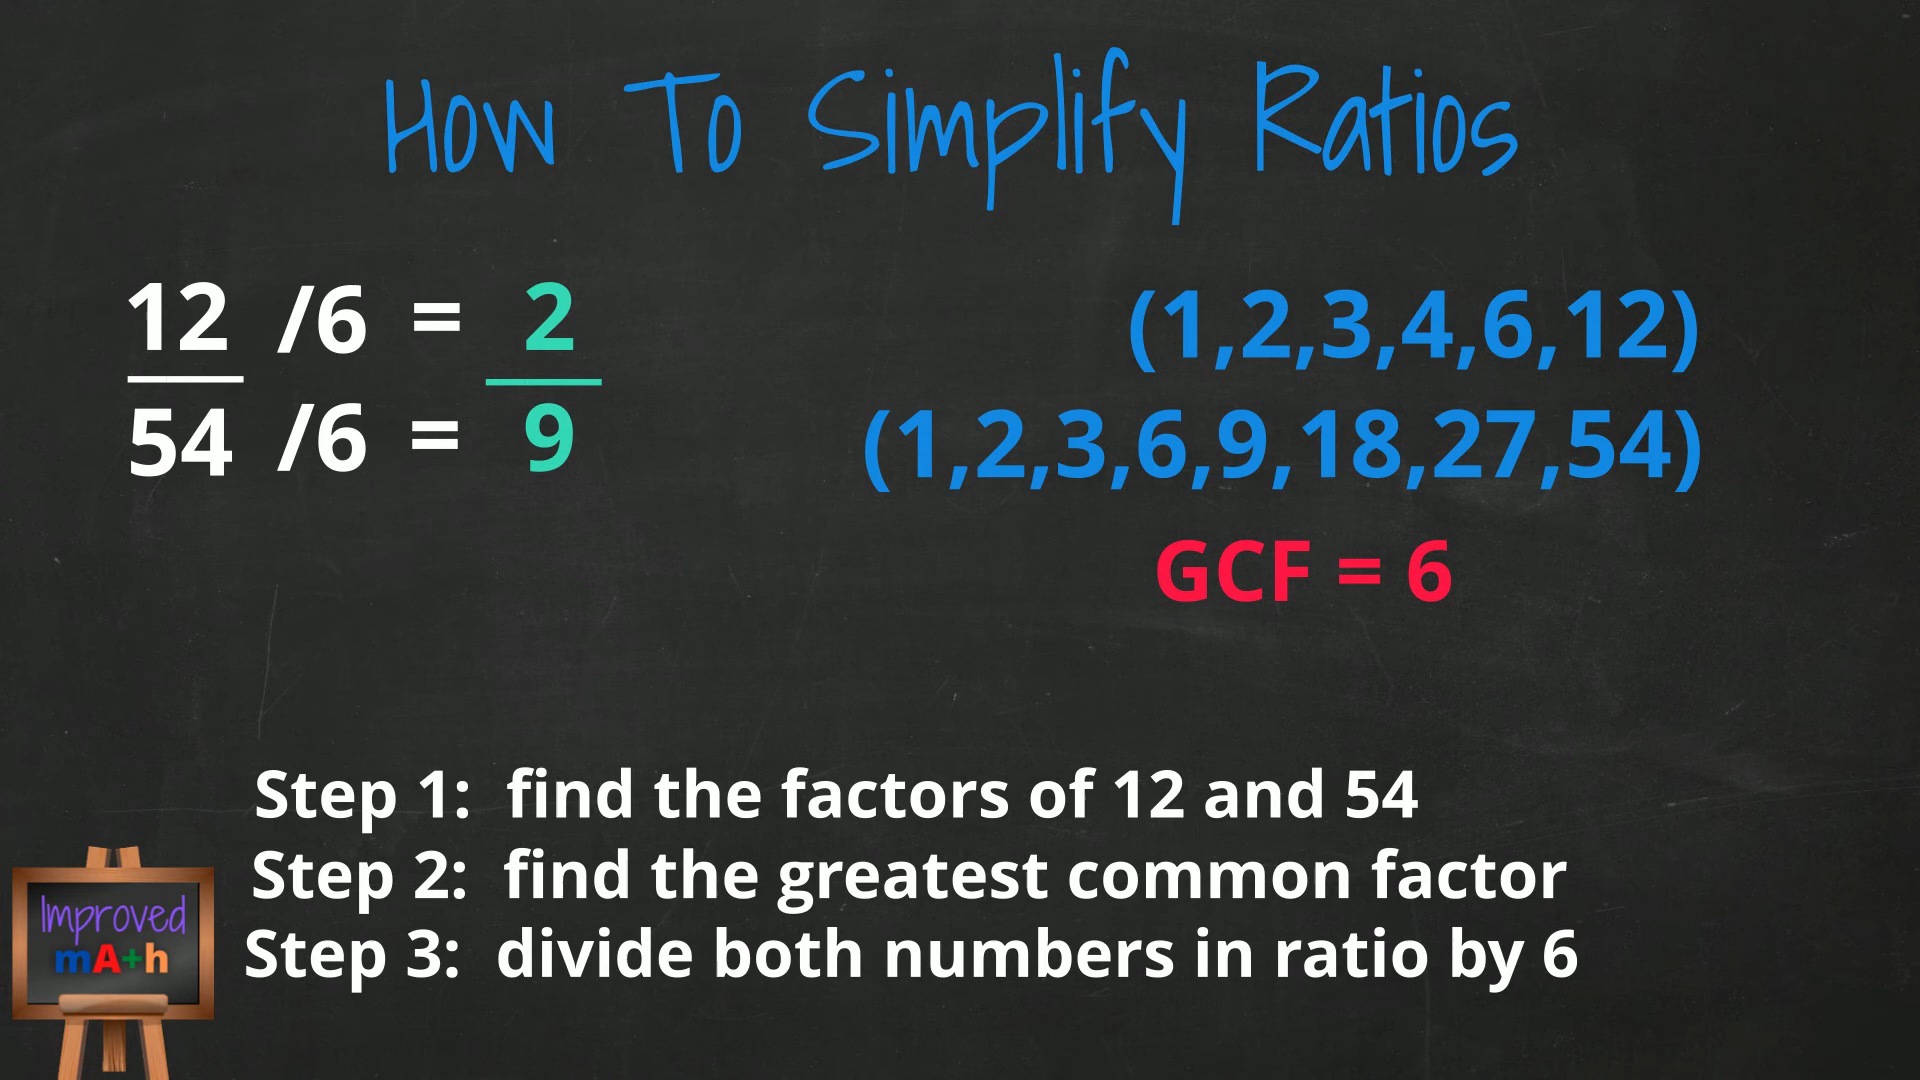 How To Simplify Ratios
12 /6 = 2
54 /6 = 9
(1,2,3,4,6,12)
(1,2,3,6,9,18,27,54)
GCF = 6
Step 1: find the factors of 12 and 54
Step 2: find the greatest common factor
Step 3: divide both numbers in ratio by 6
Improved
mA+h